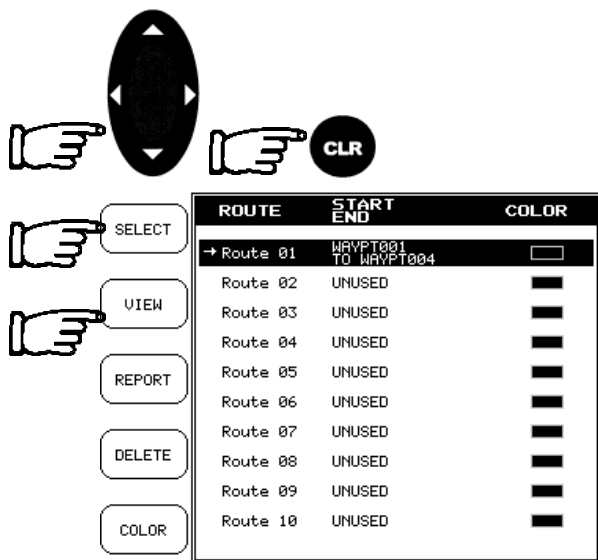 CLR
SELECT
VIEW
REPORT
DELETE
COLOR
ROUTE START END COLOR
→ Route 01 WAYPT001 TO WAYPT004
Route 02 UNUSED
Route 03 UNUSED
Route 04 UNUSED
Route 05 UNUSED
Route 06 UNUSED
Route 07 UNUSED
Route 08 UNUSED
Route 09 UNUSED
Route 10 UNUSED